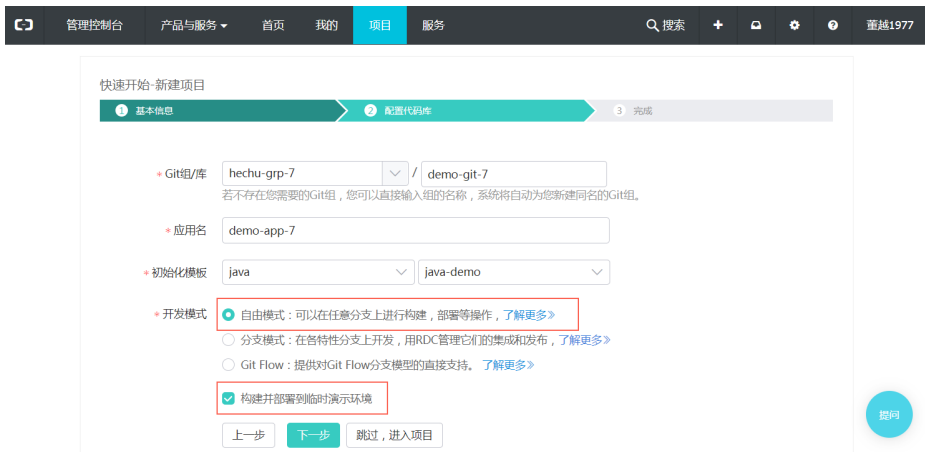 管理控制台 产品与服务 首页 我的 项目 服务 搜索 董越1977
快速开始-新建项目
1 基本信息 2 配置代码库 3 完成
* Git组/库 hechu-grp-7 / demo-git-7
若不存在您需要的Git组，您可以直接输入组的名称，系统将自动为您新建同名的Git组。
* 应用名 demo-app-7
* 初始化模板 java java-demo
* 开发模式 自由模式：可以在任意分支上进行构建，部署等操作，了解更多》
分支模式：在各特性分支上开发，用RDC管理它们的集成和发布，了解更多》
Git Flow：提供对Git Flow分支模型的直接支持。 了解更多》
构建并部署到临时演示环境
提问
上一步 下一步 跳过，进入项目